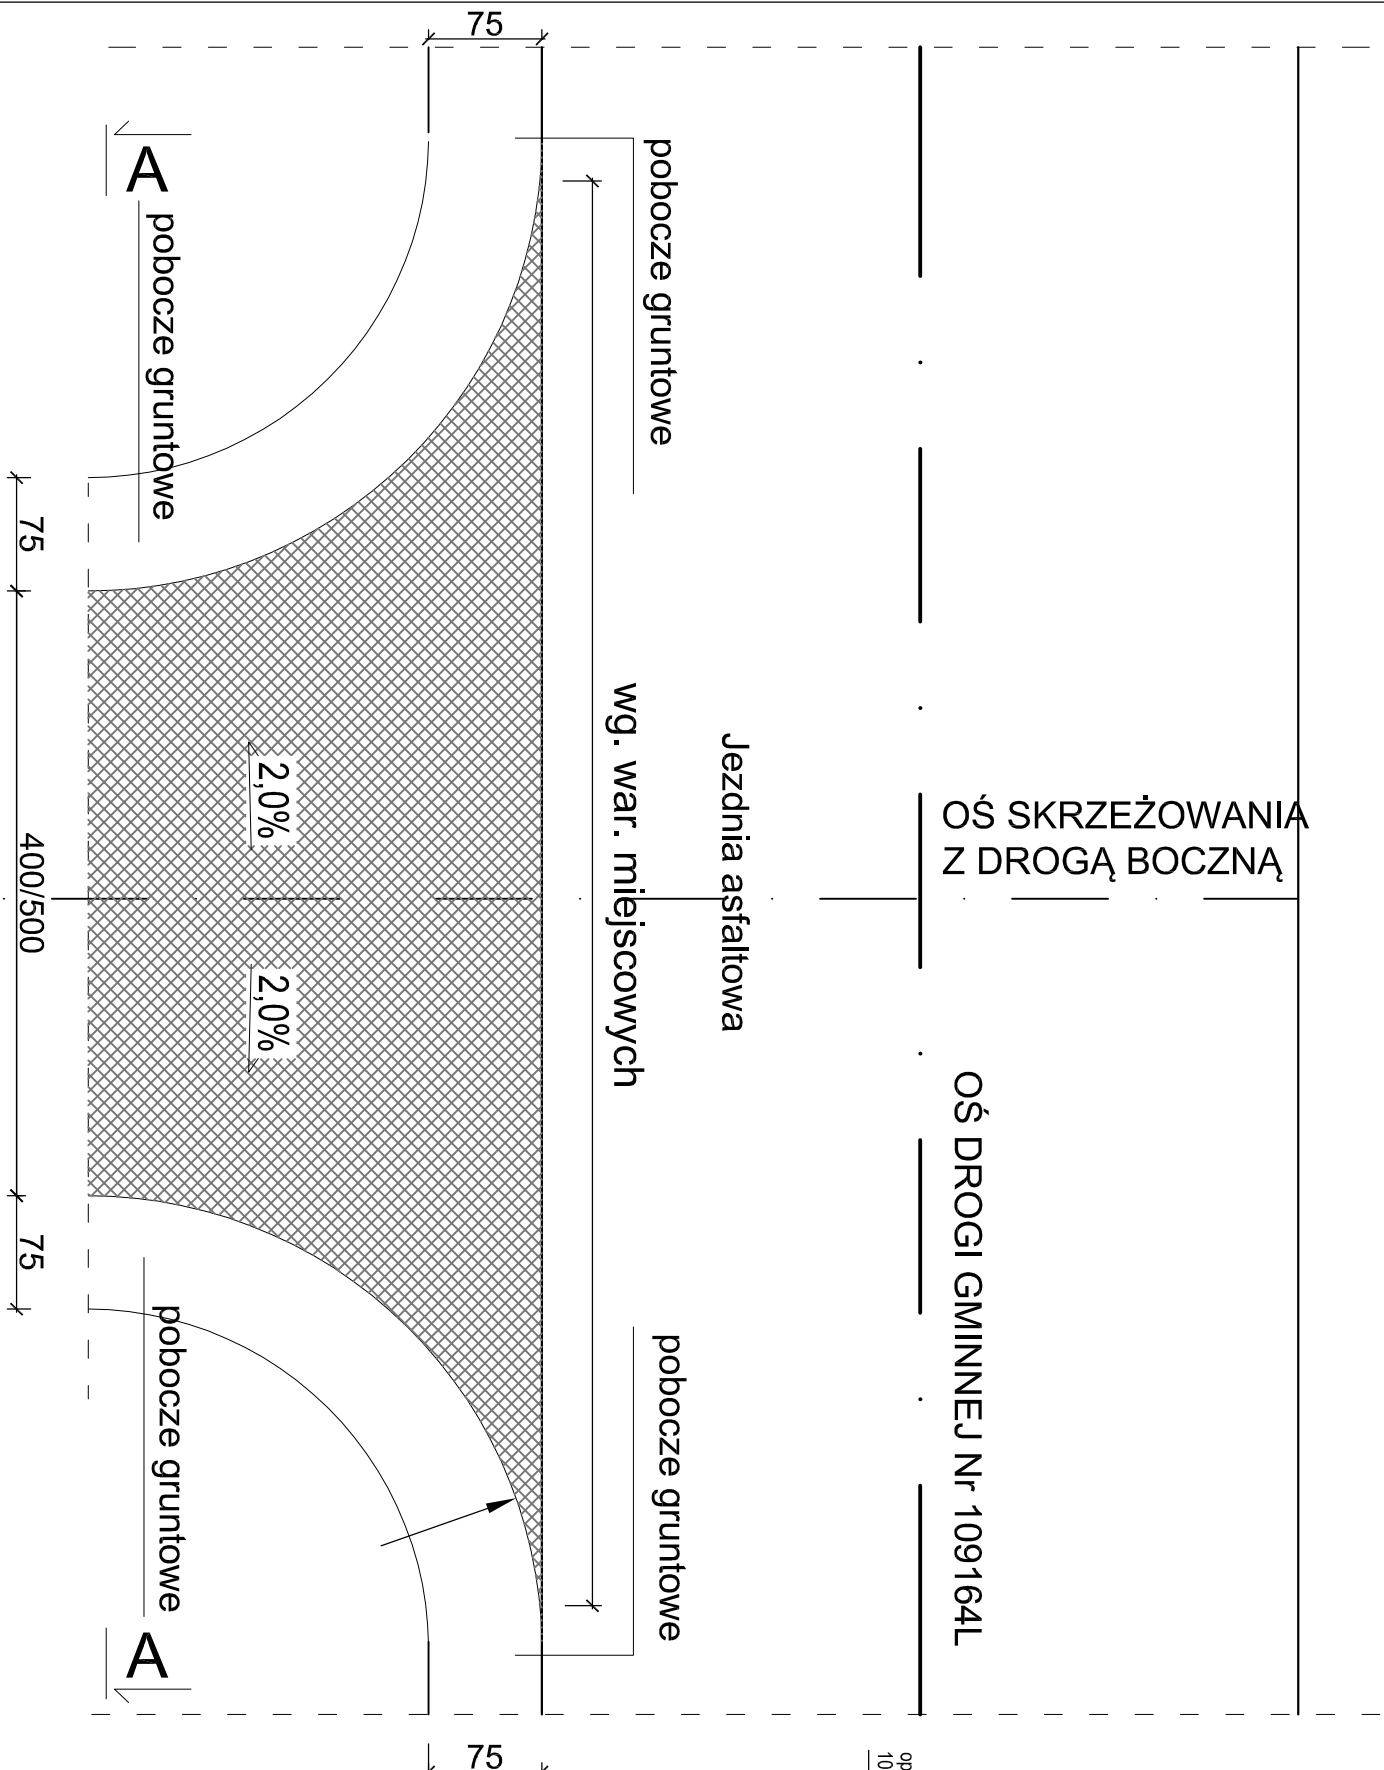 75
A
pobocze gruntowe
pobocze gruntowe
75
wg. war. miejscowych
Jezdnia asfaltowa
OŚ SKRZEŻOWANIA
Z DROGĄ BOCZNĄ
2,0%
400/500
2,0%
OŚ DROGI GMINNEJ Nr 109164L
75
pobocze gruntowe
pobocze gruntowe
A
75
10